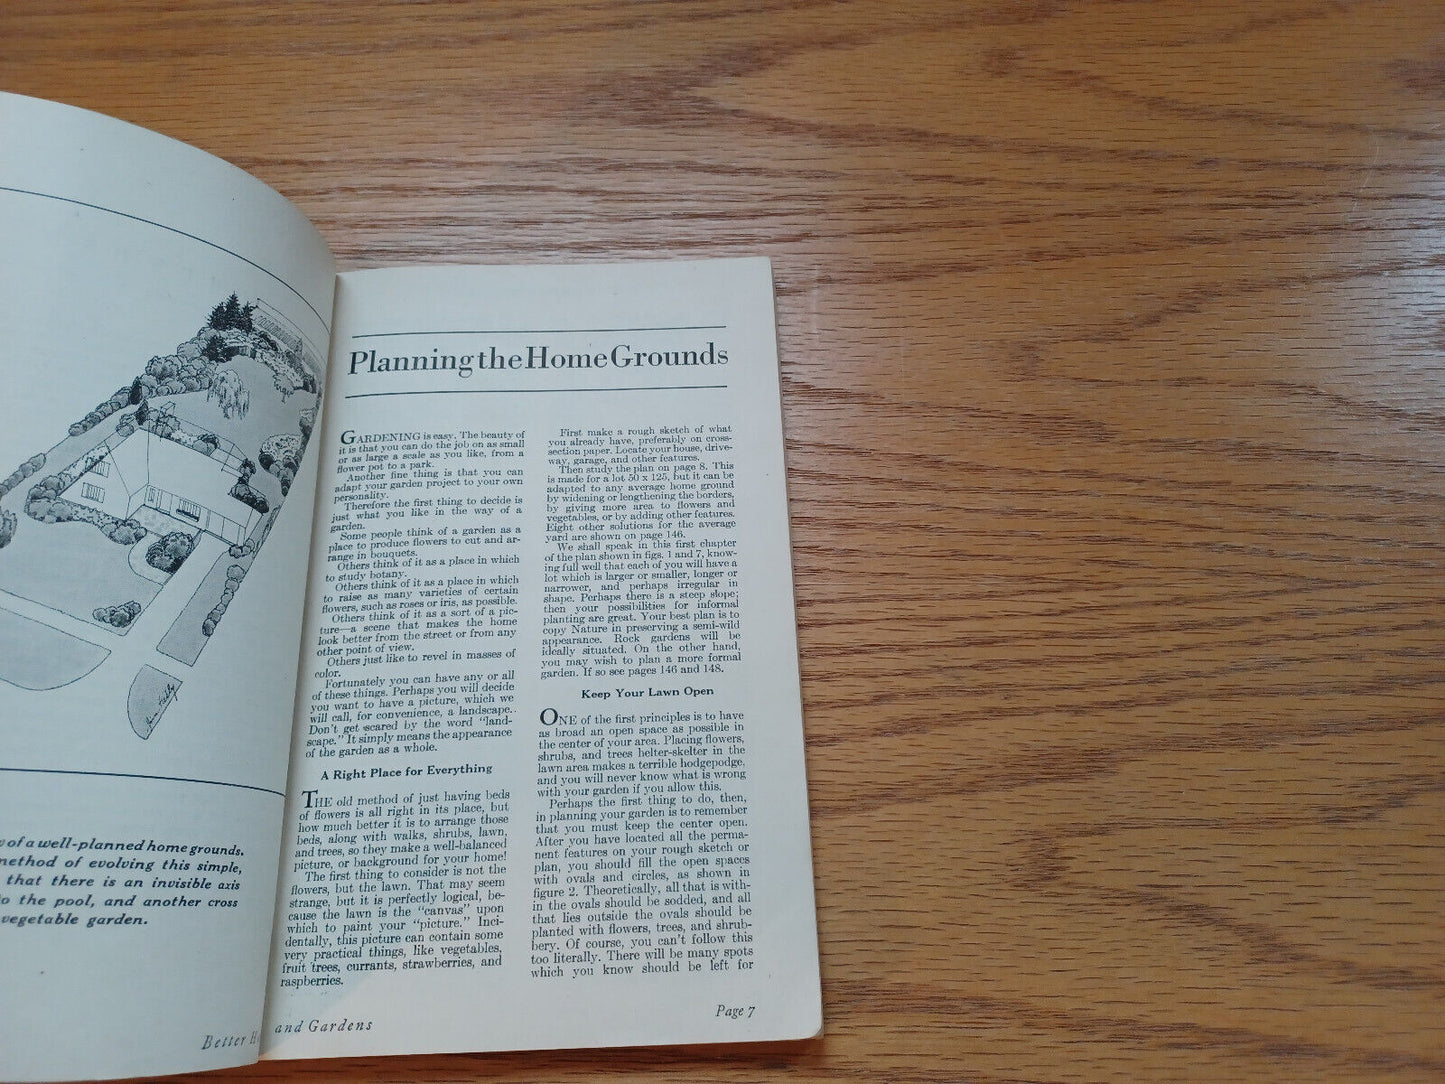 of a well-planned home grounds.
method of evolving this simple,
that there is an invisible axis
to the pool, and another cross
vegetable garden.
Better
Planning the Home Grounds
GARDENING is easy. The beauty of
it is that you can do the job on as small
or as large a scale as you like, from a
flower pot to a park.
Another fine thing is that you can
adapt your garden project to your own
personality.
Therefore the first thing to decide is
just what you like in the way of a
garden.
Some people think of a garden as a
place to produce flowers to cut and ar-
range in bouquets.
Others think of it as a place in which
to study botany.
Others think of it as a place in which
to raise as many varieties of certain
flowers, such as roses or iris, as possible.
Others think of it as a sort of a pic-
ture—a scene that makes the home
look better from the street or from any
other point of view.
Others just like to revel in masses of
color.
Fortunately you can have any or all
of these things. Perhaps you will decide
you want to have a picture, which we
will call, for convenience, a landscape..
Don't get scared by the word "land-
scape." It simply means the appearance
of the garden as a whole.
A Right Place for Everything
THE old method of just having beds
of flowers is all right in its place, but
how much better it is to arrange those
beds, along with walks, shrubs, lawn,
and trees, so they make a well-balanced
picture, or background for your home!
The first thing to consider is not the
flowers, but the lawn. That may seem
strange, but it is perfectly logical, be-
cause the lawn is the "canvas" upon
which to paint your "picture." Inci-
dentally, this picture can contain some
very practical things, like vegetables,
fruit trees, currants, strawberries, and
raspberries.
First make a rough sketch of what
you already have, preferably on cross-
section paper. Locate your house, drive-
way, garage, and other features.
Then study the plan on page 8. This
is made for a lot 50 x 125, but it can be
adapted to any average home ground
by widening or lengthening the borders,
by giving more area to flowers and
vegetables, or by adding other features.
Eight other solutions for the average
yard are shown on page 146.
We shall speak in this first chapter
of the plan shown in figs. 1 and 7, know-
ing full well that each of you will have a
lot which is larger or smaller, longer or
narrower, and perhaps irregular in
shape. Perhaps there is a steep slope;
then your possibilities for informal
planting are great. Your best plan is to
copy Nature in preserving a semi-wild
appearance. Rock gardens will be
ideally situated. On the other hand,
you may wish to plan a more formal
garden. If so see pages 146 and 148.
Keep Your Lawn Open
ONE of the first principles is to have
as broad an open space as possible in
the center of your area. Placing flowers,
shrubs, and trees helter-skelter in the
lawn area makes a terrible hodgepodge,
and you will never know what is wrong
with your garden if you allow this.
Perhaps the first thing to do, then,
in planning your garden is to remember
that you must keep the center open.
After you have located all the perma-
nent features on your rough sketch or
plan, you should fill the open spaces
with ovals and circles, as shown in
figure 2. Theoretically, all that is with-
in the ovals should be sodded, and all
that lies outside the ovals should be
planted with flowers, trees, and shrub-
bery. Of course, you can't follow this
too literally. There will be many spots
which you know should be left for
and Gardens
Page 7